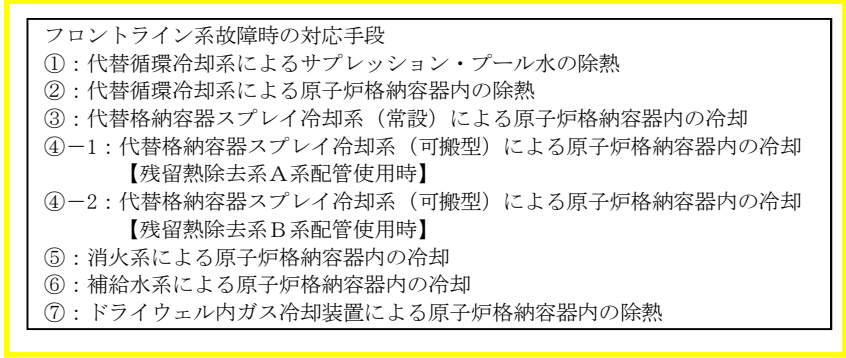 フロントライン系故障時の対応手段
①：代替循環冷却系によるサプレッション・プール水の除熱
②：代替循環冷却系による原子炉格納容器内の除熱
③：代替格納容器スプレイ冷却系（常設）による原子炉格納容器内の冷却
④－1：代替格納容器スプレイ冷却系（可搬型）による原子炉格納容器内の冷却
【残留熱除去系Ａ系配管使用時】
④－2：代替格納容器スプレイ冷却系（可搬型）による原子炉格納容器内の冷却
【残留熱除去系Ｂ系配管使用時】
⑤：消火系による原子炉格納容器内の冷却
⑥：補給水系による原子炉格納容器内の冷却
⑦：ドライウェル内ガス冷却装置による原子炉格納容器内の除熱